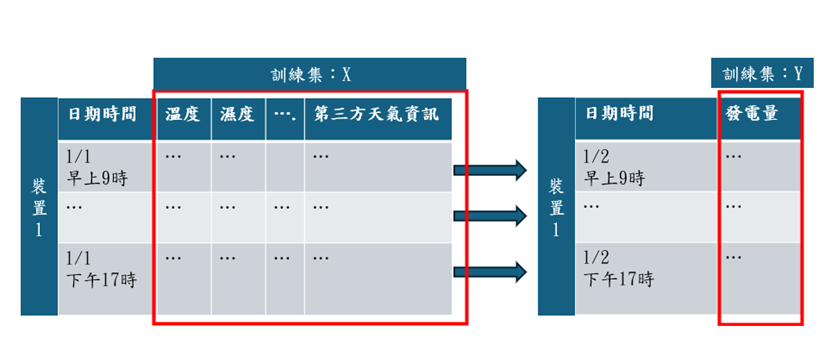 訓練集：X
訓練集：Y
裝置1
日期時間 溫度 濕度 …. 第三方天氣資訊
1/1 … … …
早上9時
… … … … …
1/1 … … … …
下午17時
裝置1
日期時間 發電量
1/2 …
早上9時
… …
1/2 …
下午17時